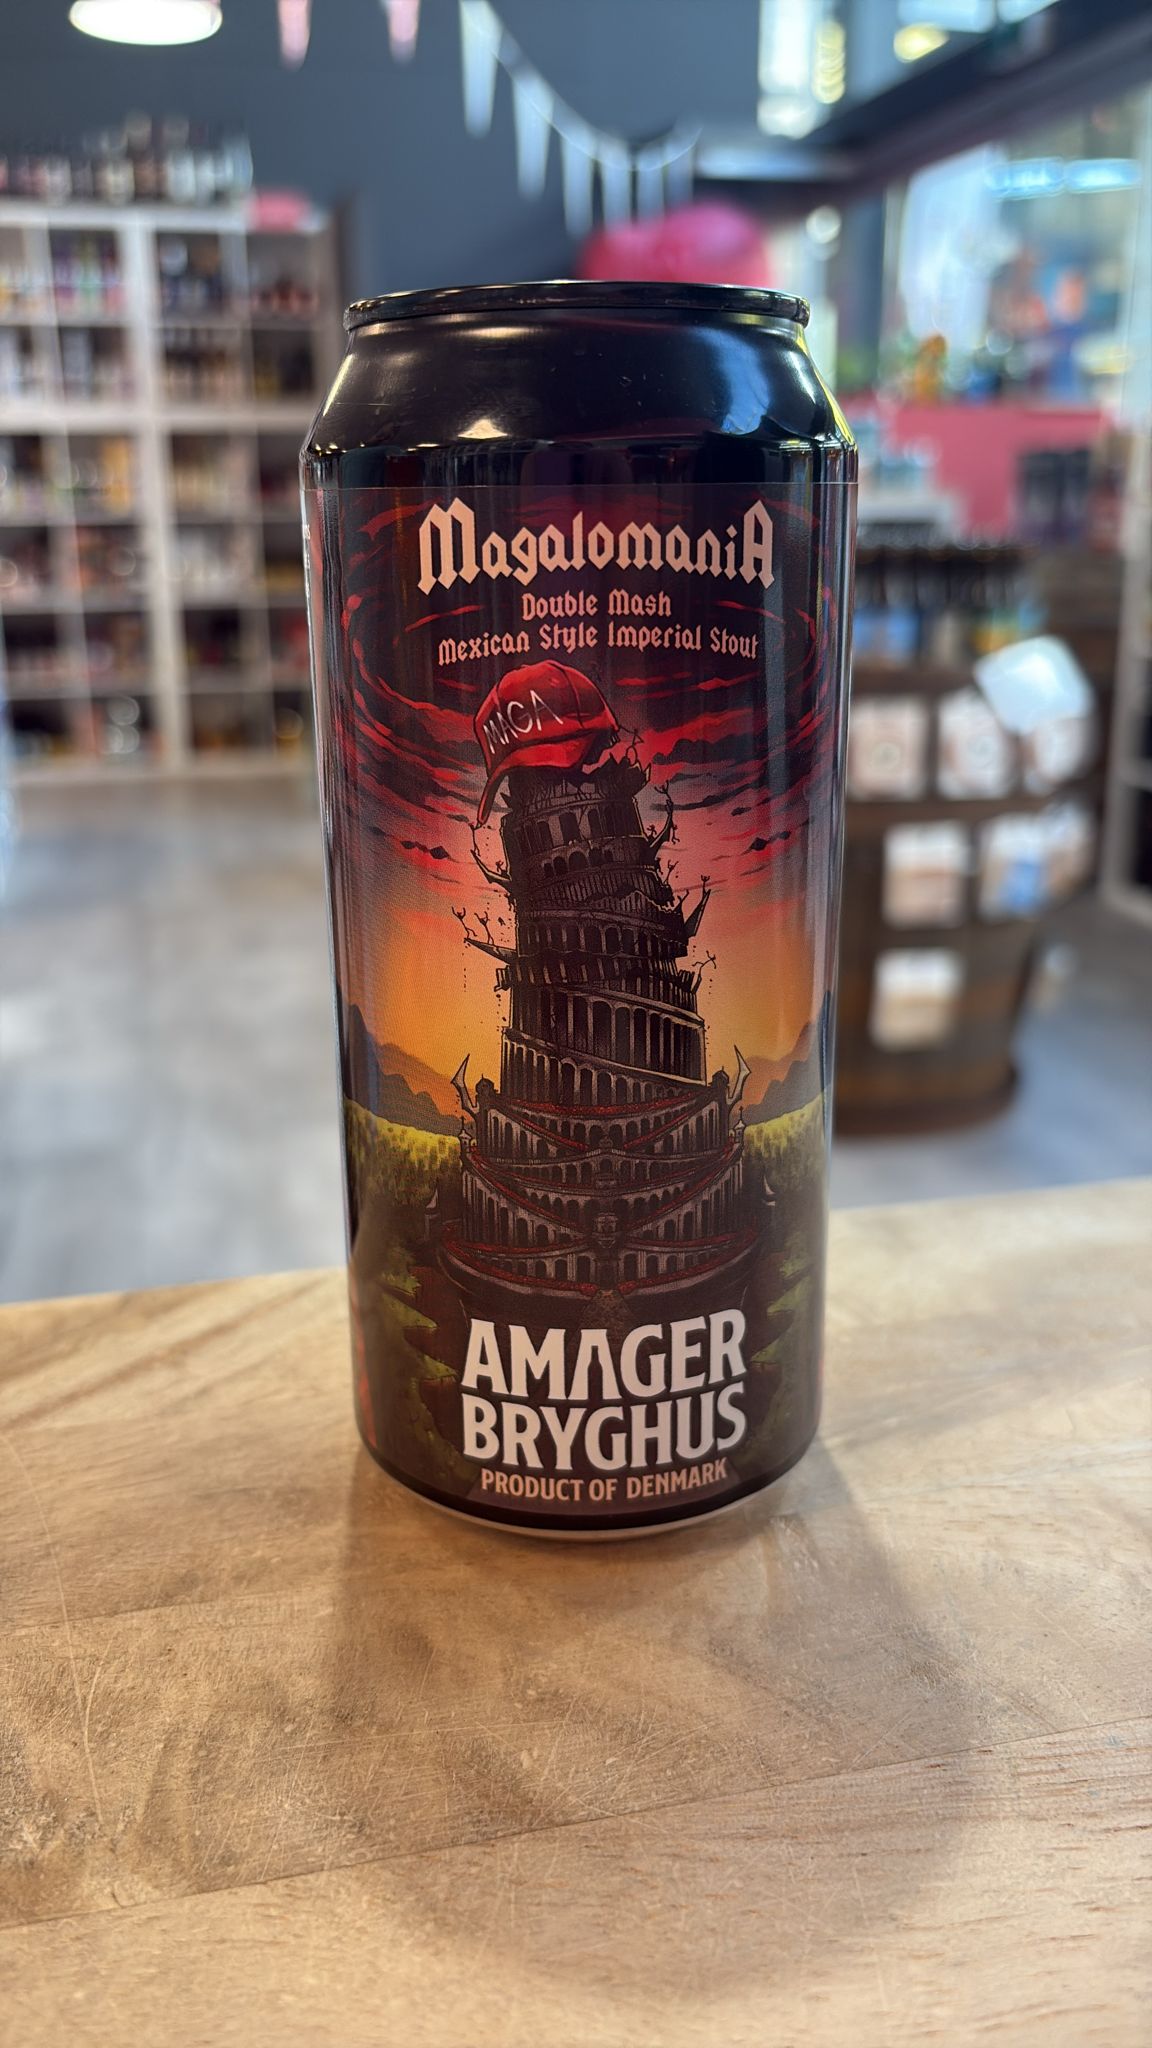 MagalomaniA
Double Mash
Mexican Style Imperial Stout
MAGA
AMAGER
BRYGHUS
PRODUCT OF DENMARK